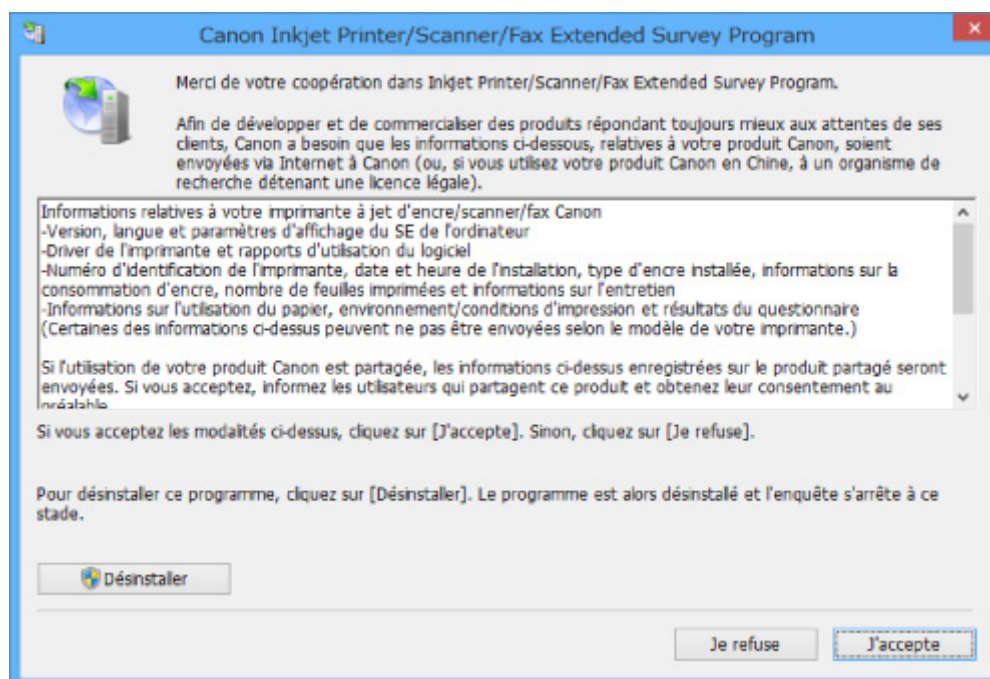 Canon Inkjet Printer/Scanner/Fax Extended Survey Program
Merci de votre coopération dans Inkjet Printer/Scanner/Fax Extended Survey Program.
Afin de développer et de commercialiser des produits répondant toujours mieux aux attentes de ses
clients, Canon a besoin que les informations ci-dessous, relatives à votre produit Canon, soient
envoyées via Internet à Canon (ou, si vous utilisez votre produit Canon en Chine, à un organisme de
recherche détenant une licence légale).
Informations relatives à votre imprimante à jet d'encre/scanner/fax Canon
-Version, langue et paramètres d'affichage du SE de l'ordinateur
-Driver de l'imprimante et rapports d'utilisation du logiciel
-Numéro d'identification de l'imprimante, date et heure de l'installation, type d'encre installée, informations sur la
consommation d'encre, nombre de feuilles imprimées et informations sur l'entretien
-Informations sur l'utilisation du papier, environnement/conditions d'impression et résultats du questionnaire
(Certaines des informations ci-dessus peuvent ne pas être envoyées selon le modèle de votre imprimante.)
Si l'utilisation de votre produit Canon est partagée, les informations ci-dessus enregistrées sur le produit partagé seront
envoyées. Si vous acceptez, informez les utilisateurs qui partagent ce produit et obtenez leur consentement au
préalable
Si vous acceptez les modalités ci-dessus, cliquez sur [J'accepte]. Sinon, cliquez sur [Je refuse].
Pour désinstaller ce programme, cliquez sur [Désinstaller]. Le programme est alors désinstallé et l'enquête s'arrête à ce
stade.
Désinstaller
Je refuse
J'accepte